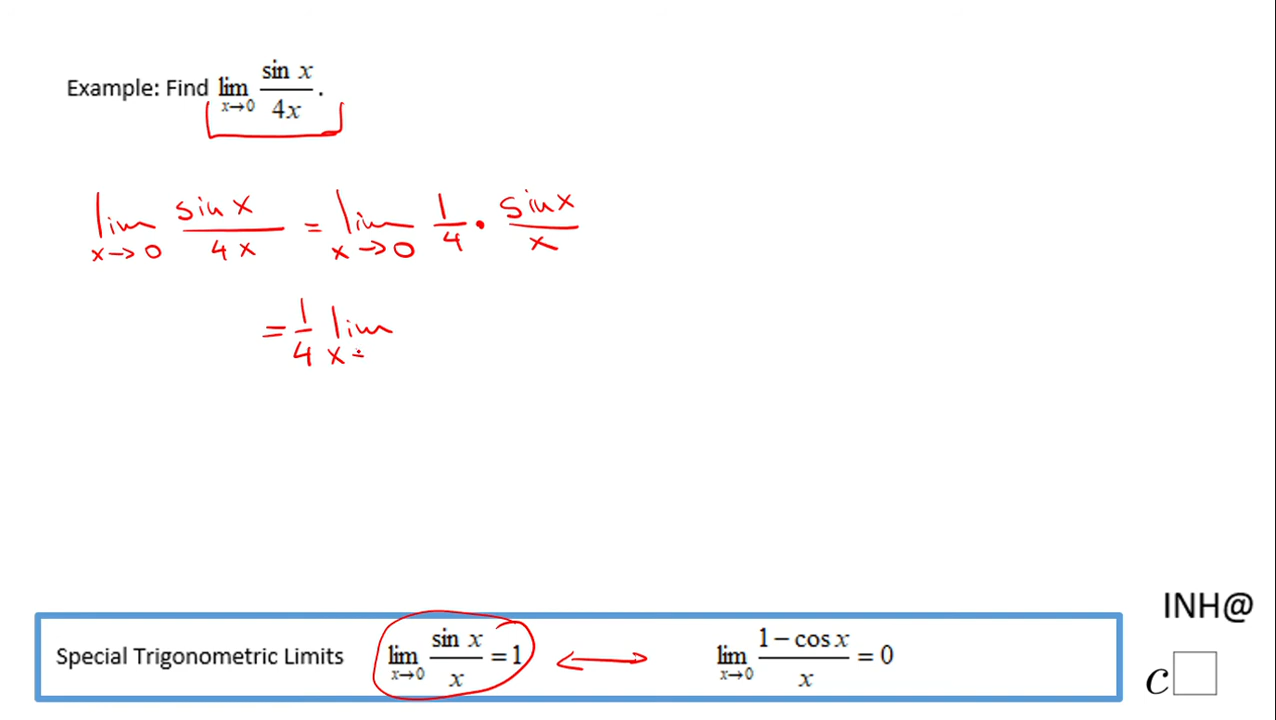 Example: Find lim x→0 sin x / 4x .
lim x→0 sin x / 4x = lim x→0 1/4 • sin x / x
= 1/4 lim x -
INH@
Special Trigonometric Limits lim x→0 sin x / x = 1 ⟷ lim x→0 1 − cos x / x = 0
c